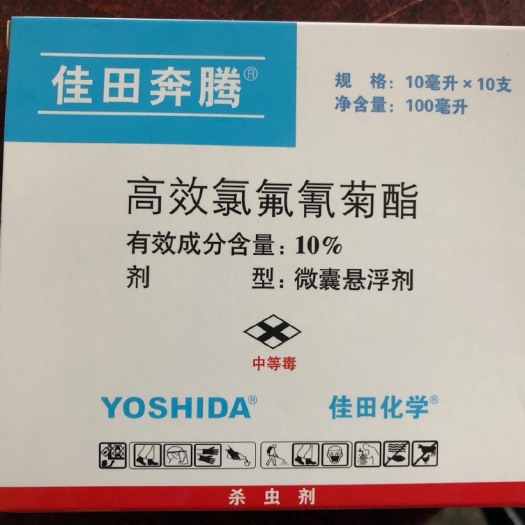 佳田奔腾®
规 格：10毫升×10支
净含量：100毫升
高效氯氟氰菊酯
有效成分含量：10%
剂 型：微囊悬浮剂
中等毒
YOSHIDA® 佳田化学®
杀虫剂